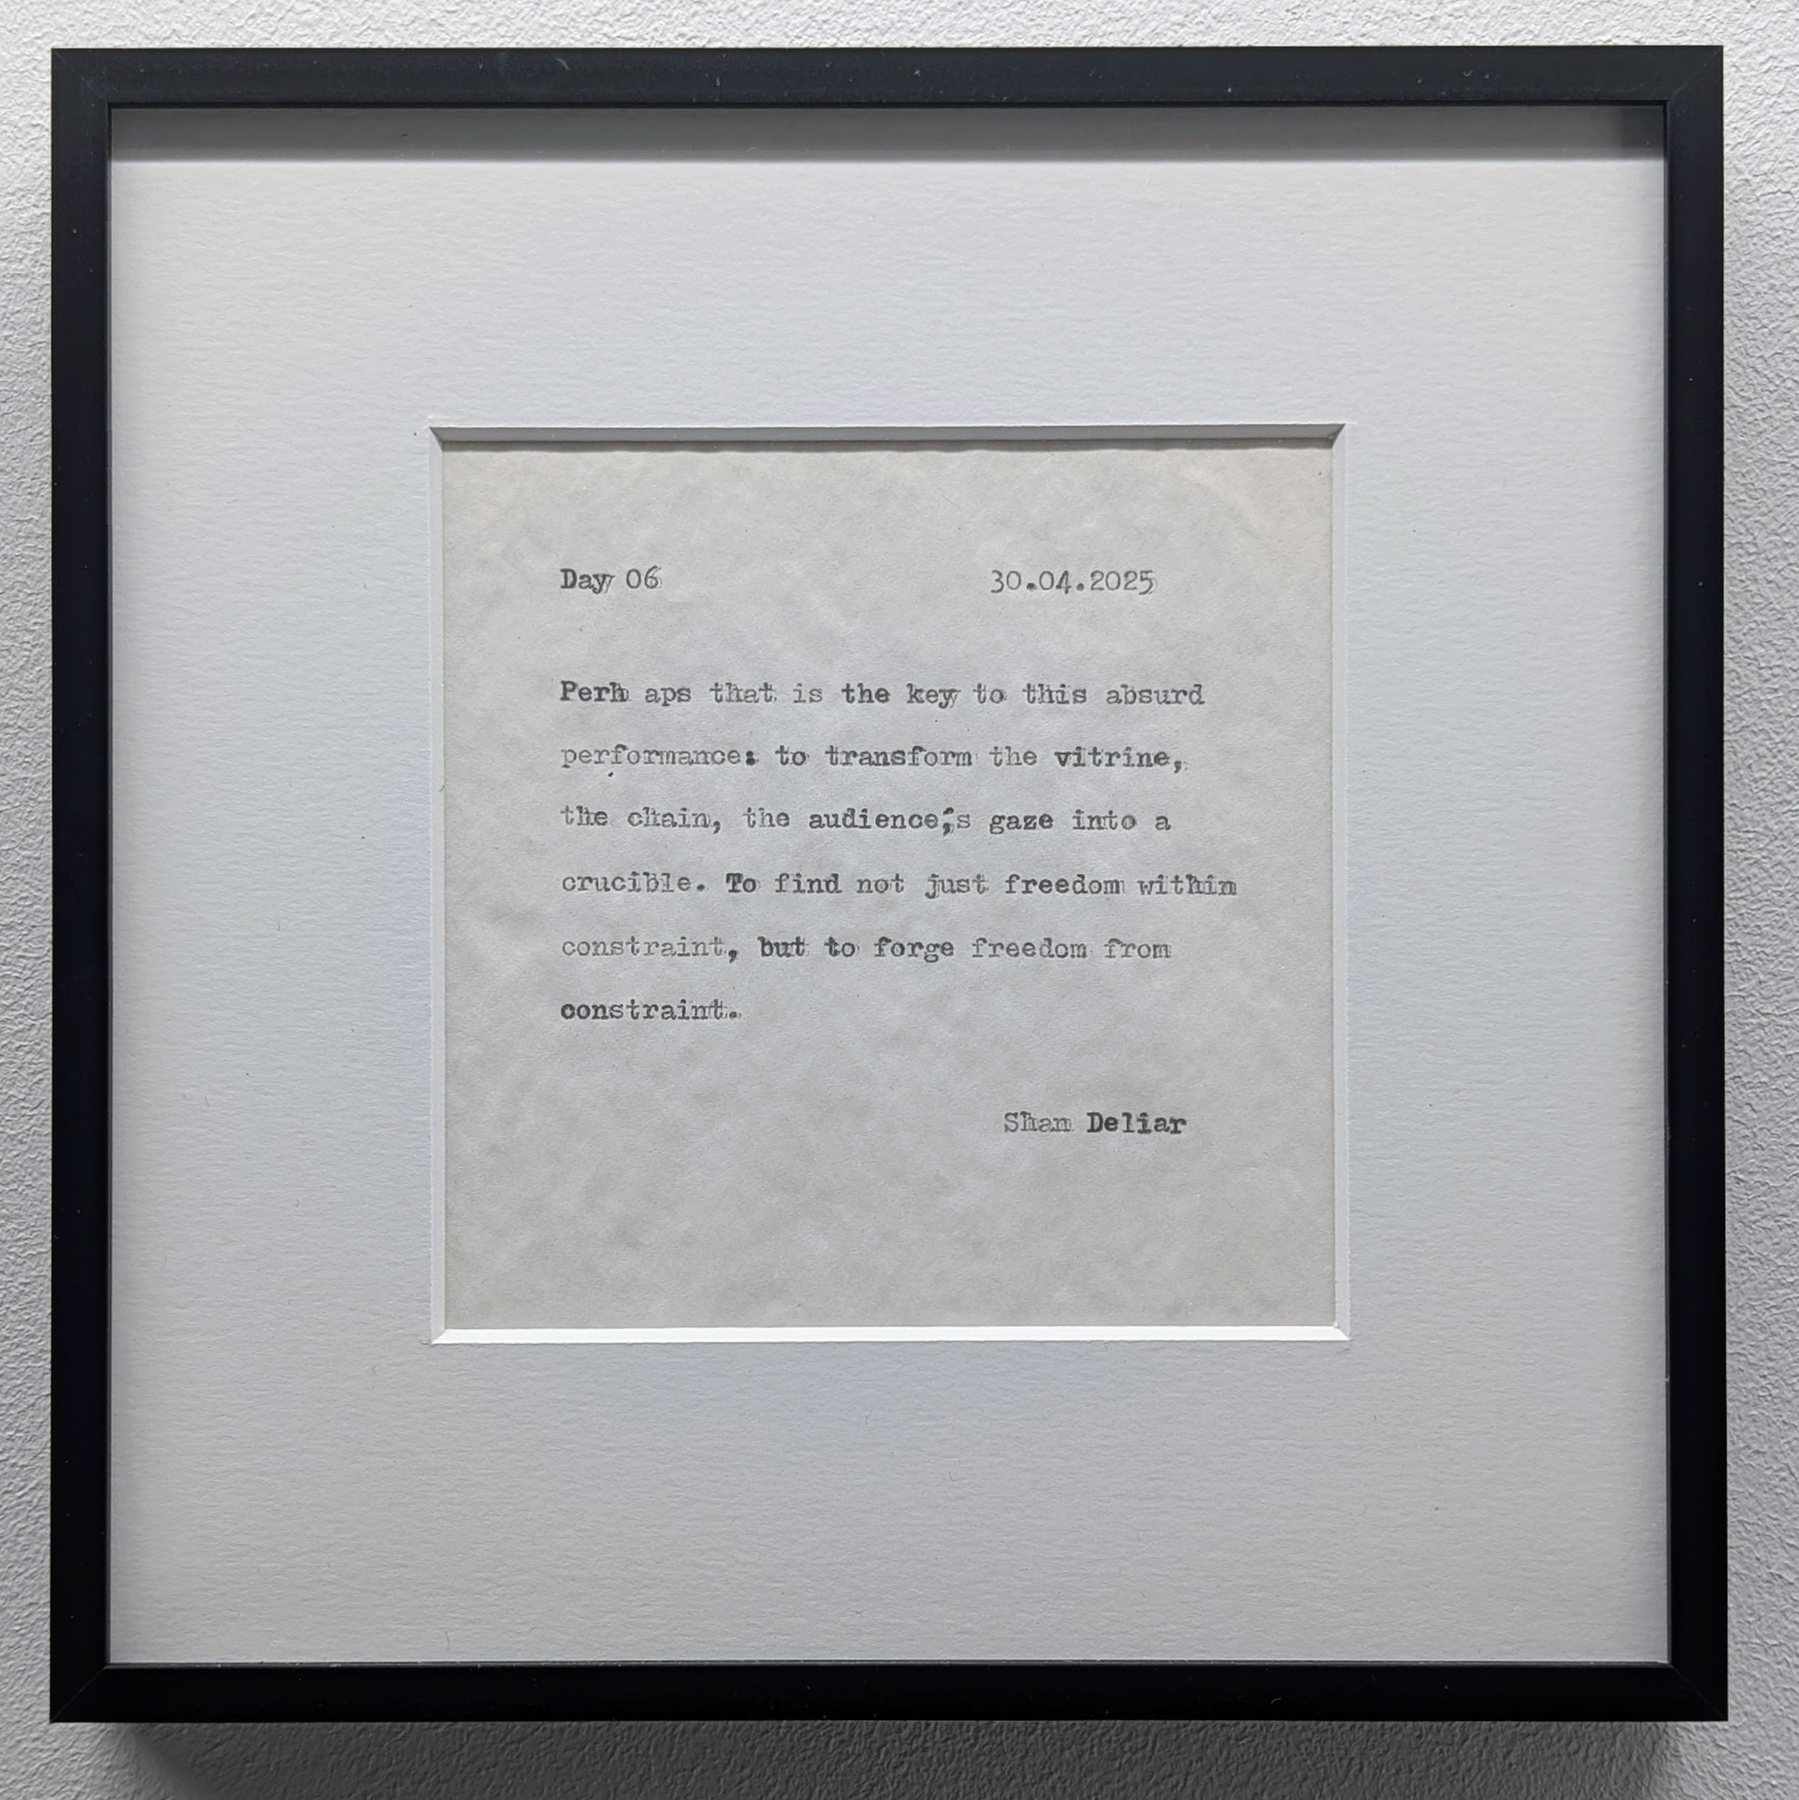 Day 06 30.04.2025
Perh aps that is the key to this absurd
performance: to transform the vitrine,
the chain, the audience,'s gaze into a
crucible. To find not just freedom within
constraint, but to forge freedom from
constraint.
Shan Deliar